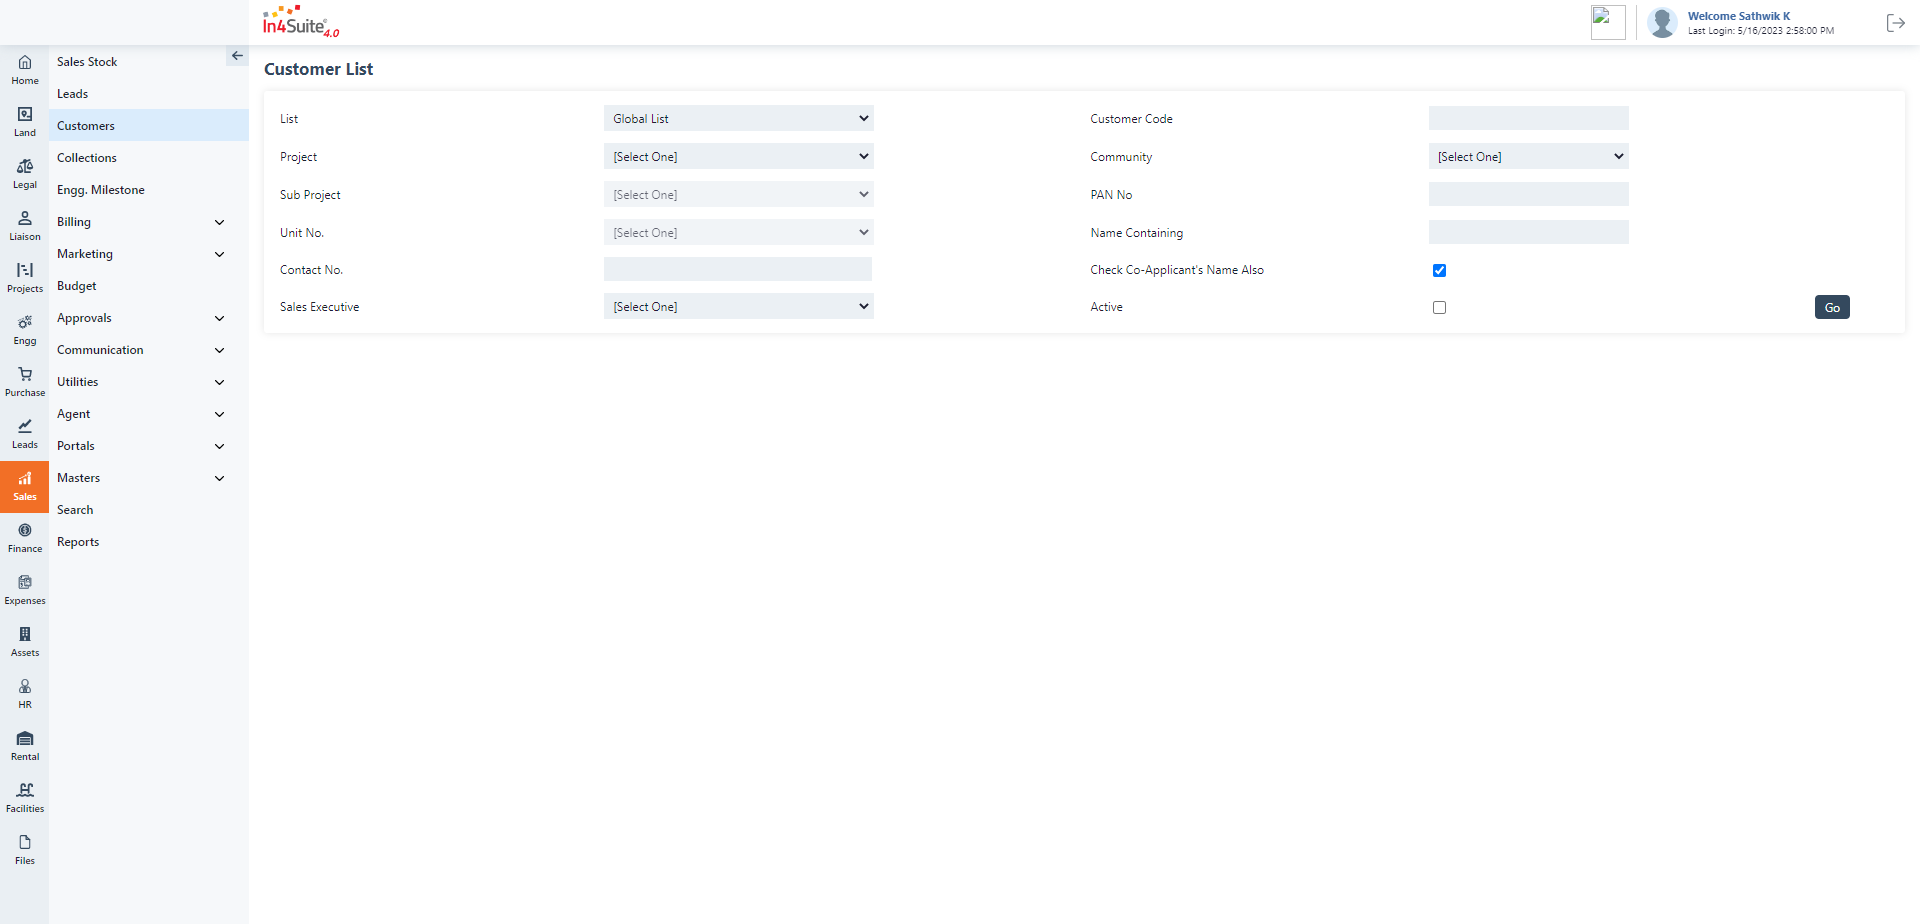 In4Suite® 4.0
Welcome Sathwik K
Last Login: 5/16/2023 2:58:00 PM
Home
Land
Legal
Liaison
Projects
Engg
Purchase
Leads
Sales
Finance
Expenses
Assets
HR
Rental
Facilities
Files
Sales Stock
Leads
Customers
Collections
Engg. Milestone
Billing
Marketing
Budget
Approvals
Communication
Utilities
Agent
Portals
Masters
Search
Reports
Customer List
List Global List Customer Code
Project [Select One] Community [Select One]
Sub Project [Select One] PAN No
Unit No. [Select One] Name Containing
Contact No. Check Co-Applicant's Name Also
Sales Executive [Select One] Active Go